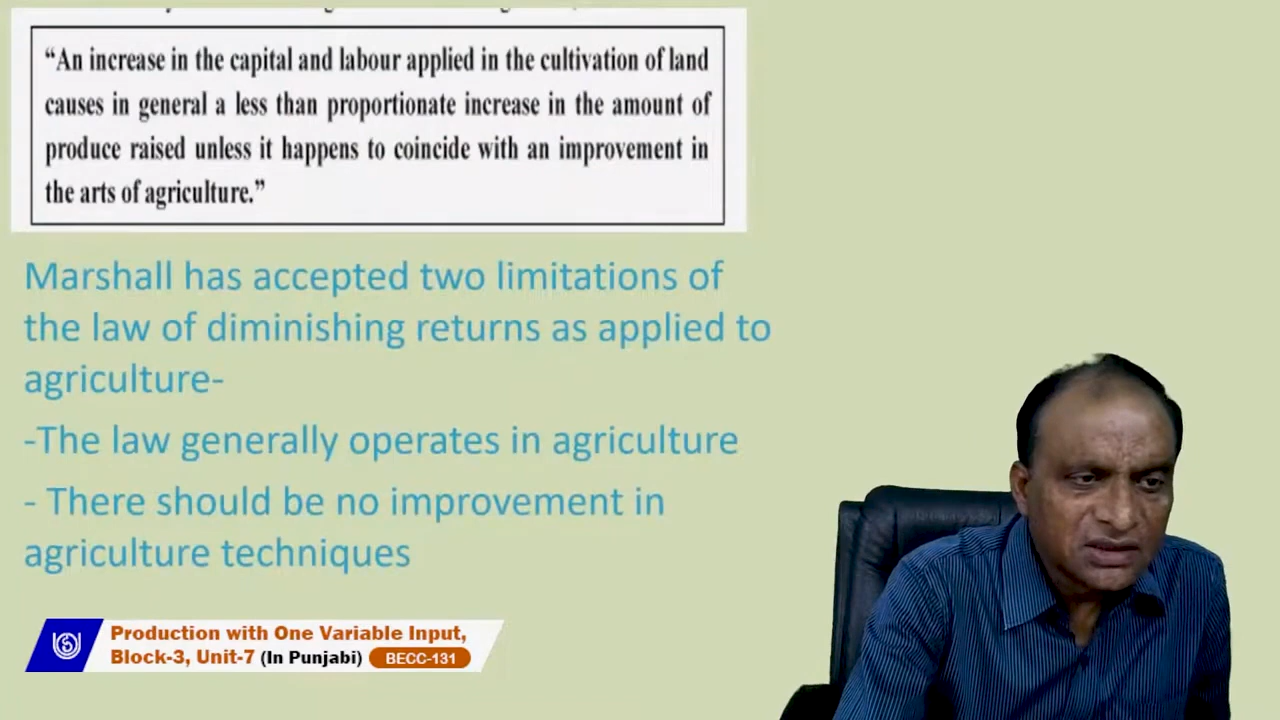 “An increase in the capital and labour applied in the cultivation of land
causes in general a less than proportionate increase in the amount of
produce raised unless it happens to coincide with an improvement in
the arts of agriculture.”
Marshall has accepted two limitations of
the law of diminishing returns as applied to
agriculture-
-The law generally operates in agriculture
- There should be no improvement in
agriculture techniques
Production with One Variable Input,
Block-3, Unit-7 (In Punjabi) BECC-131